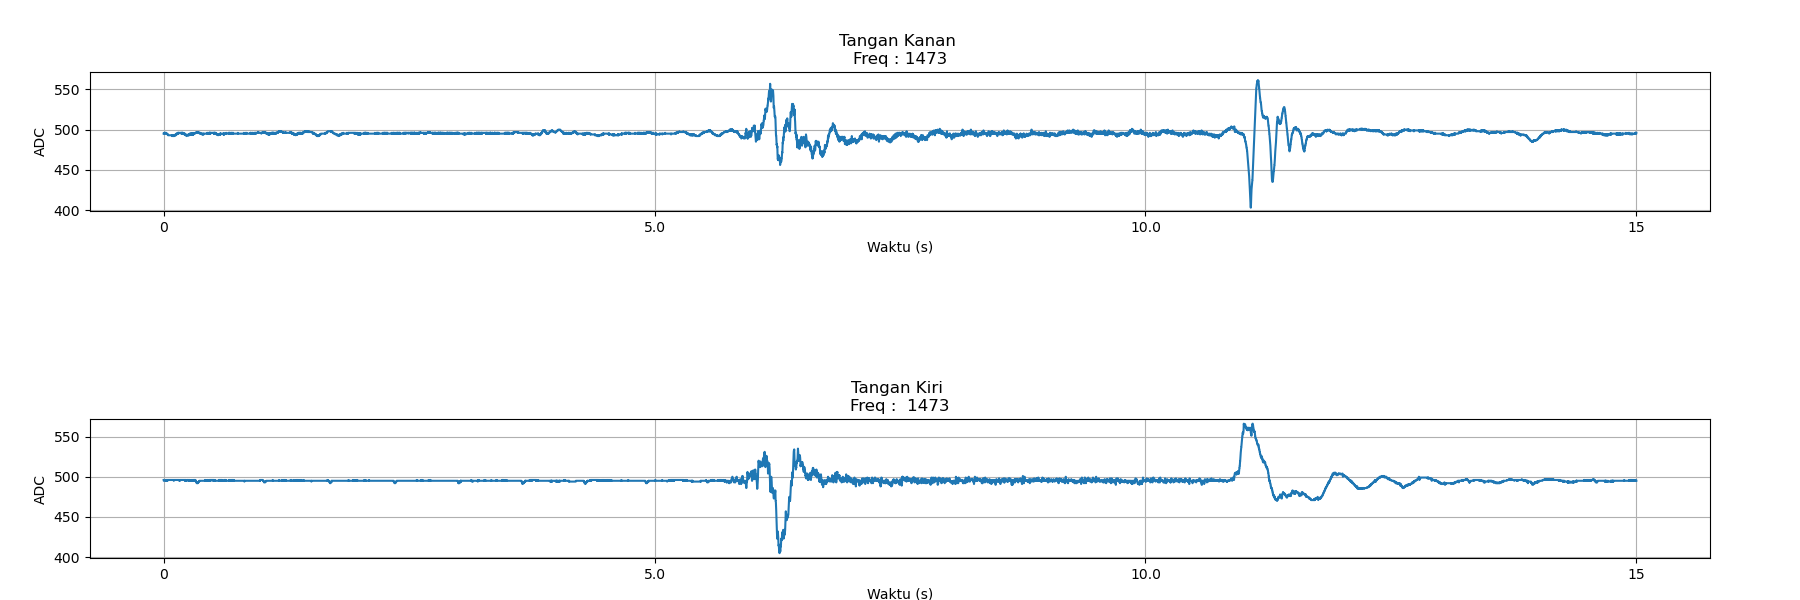 Tangan Kanan
Freq : 1473
550
500
450
400
ADC
0 5.0 10.0 15
Waktu (s)
Tangan Kiri
Freq :  1473
550
500
450
400
ADC
0 5.0 10.0 15
Waktu (s)